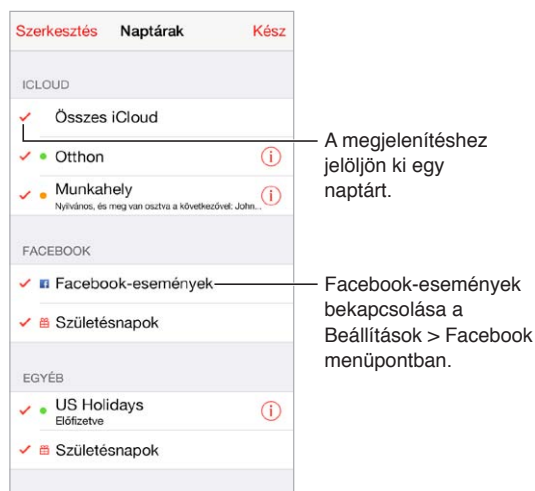 Szerkesztés Naptárak Kész
ICLOUD
Összes iCloud
Otthon
Munkahely
Nyilvános, és meg van osztva a következővel: John...
FACEBOOK
Facebook-események
Születésnapok
EGYÉB
US Holidays
Előfizetve
Születésnapok
A megjelenítéshez
jelöljön ki egy
naptárt.
Facebook-események
bekapcsolása a
Beállítások > Facebook
menüpontban.